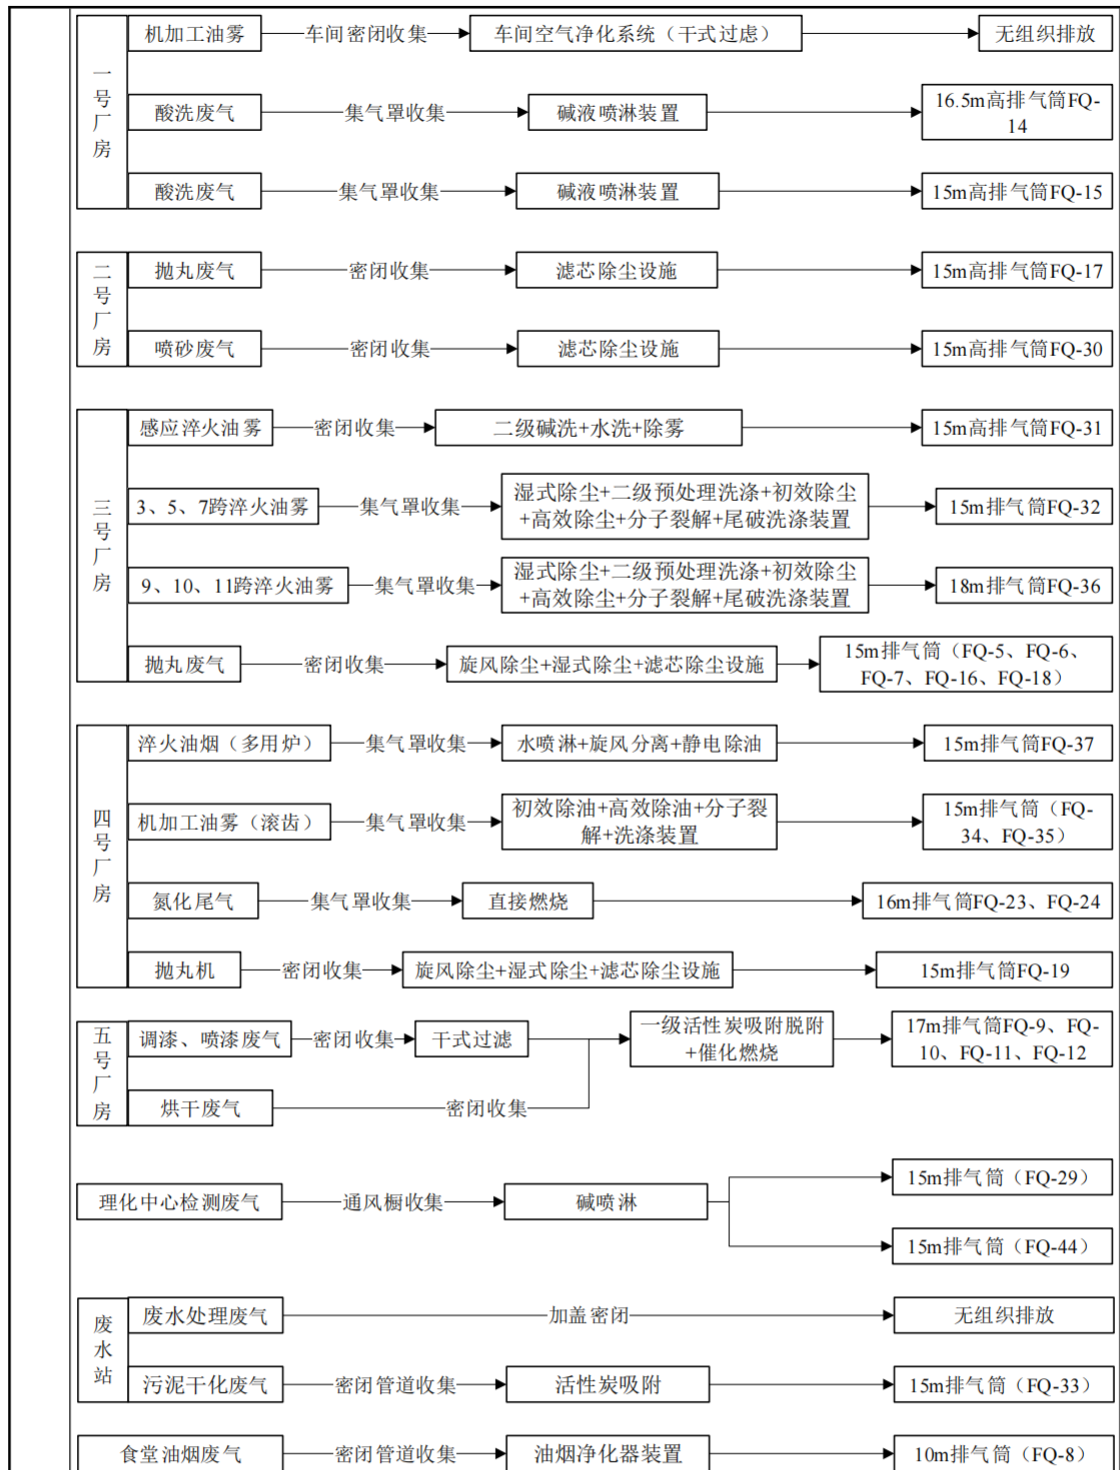 一号厂房
机加工油雾
车间密闭收集
车间空气净化系统（干式过虑）
无组织排放
酸洗废气
集气罩收集
碱液喷淋装置
16.5m高排气筒FQ-
14
酸洗废气
集气罩收集
碱液喷淋装置
15m高排气筒FQ-15
二号厂房
抛丸废气
密闭收集
滤芯除尘设施
15m高排气筒FQ-17
喷砂废气
密闭收集
滤芯除尘设施
15m高排气筒FQ-30
三号厂房
感应淬火油雾
密闭收集
二级碱洗+水洗+除雾
15m高排气筒FQ-31
3、5、7跨淬火油雾
集气罩收集
湿式除尘+二级预处理洗涤+初效除尘
+高效除尘+分子裂解+尾破洗涤装置
15m排气筒FQ-32
9、10、11跨淬火油雾
集气罩收集
湿式除尘+二级预处理洗涤+初效除尘
+高效除尘+分子裂解+尾破洗涤装置
18m排气筒FQ-36
抛丸废气
密闭收集
旋风除尘+湿式除尘+滤芯除尘设施
15m排气筒（FQ-5、FQ-6、
FQ-7、FQ-16、FQ-18）
四号厂房
淬火油烟（多用炉）
集气罩收集
水喷淋+旋风分离+静电除油
15m排气筒FQ-37
机加工油雾（滚齿）
集气罩收集
初效除油+高效除油+分子裂
解+洗涤装置
15m排气筒（FQ-
34、FQ-35）
氮化尾气
集气罩收集
直接燃烧
16m排气筒FQ-23、FQ-24
抛丸机
密闭收集
旋风除尘+湿式除尘+滤芯除尘设施
15m排气筒FQ-19
五号厂房
调漆、喷漆废气
密闭收集
干式过滤
一级活性炭吸附脱附
+催化燃烧
17m排气筒FQ-9、FQ-
10、FQ-11、FQ-12
烘干废气
密闭收集
理化中心检测废气
通风橱收集
碱喷淋
15m排气筒（FQ-29）
15m排气筒（FQ-44）
废水站
废水处理废气
加盖密闭
无组织排放
污泥干化废气
密闭管道收集
活性炭吸附
15m排气筒（FQ-33）
食堂油烟废气
密闭管道收集
油烟净化器装置
10m排气筒（FQ-8）